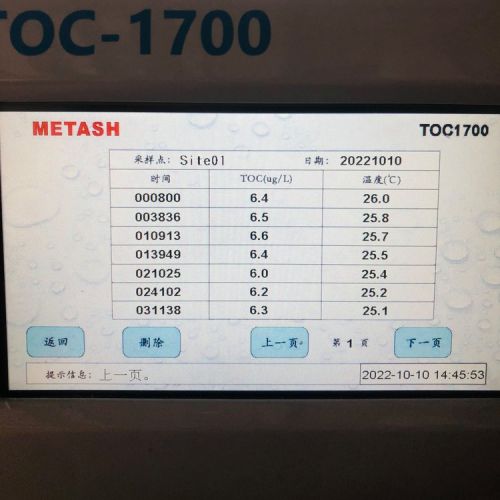 TOC-1700
METASH TOC1700
采样点: Site01 日期: 20221010
时间 TOC(ug/L) 温度(℃)
000800 6.4 26.0
003836 6.5 25.8
010913 6.6 25.7
013949 6.4 25.5
021025 6.0 25.4
024102 6.2 25.2
031138 6.3 25.1
返回 删除 上一页 第 1 页 下一页
提示信息: 上一页。 2022-10-10 14:45:53